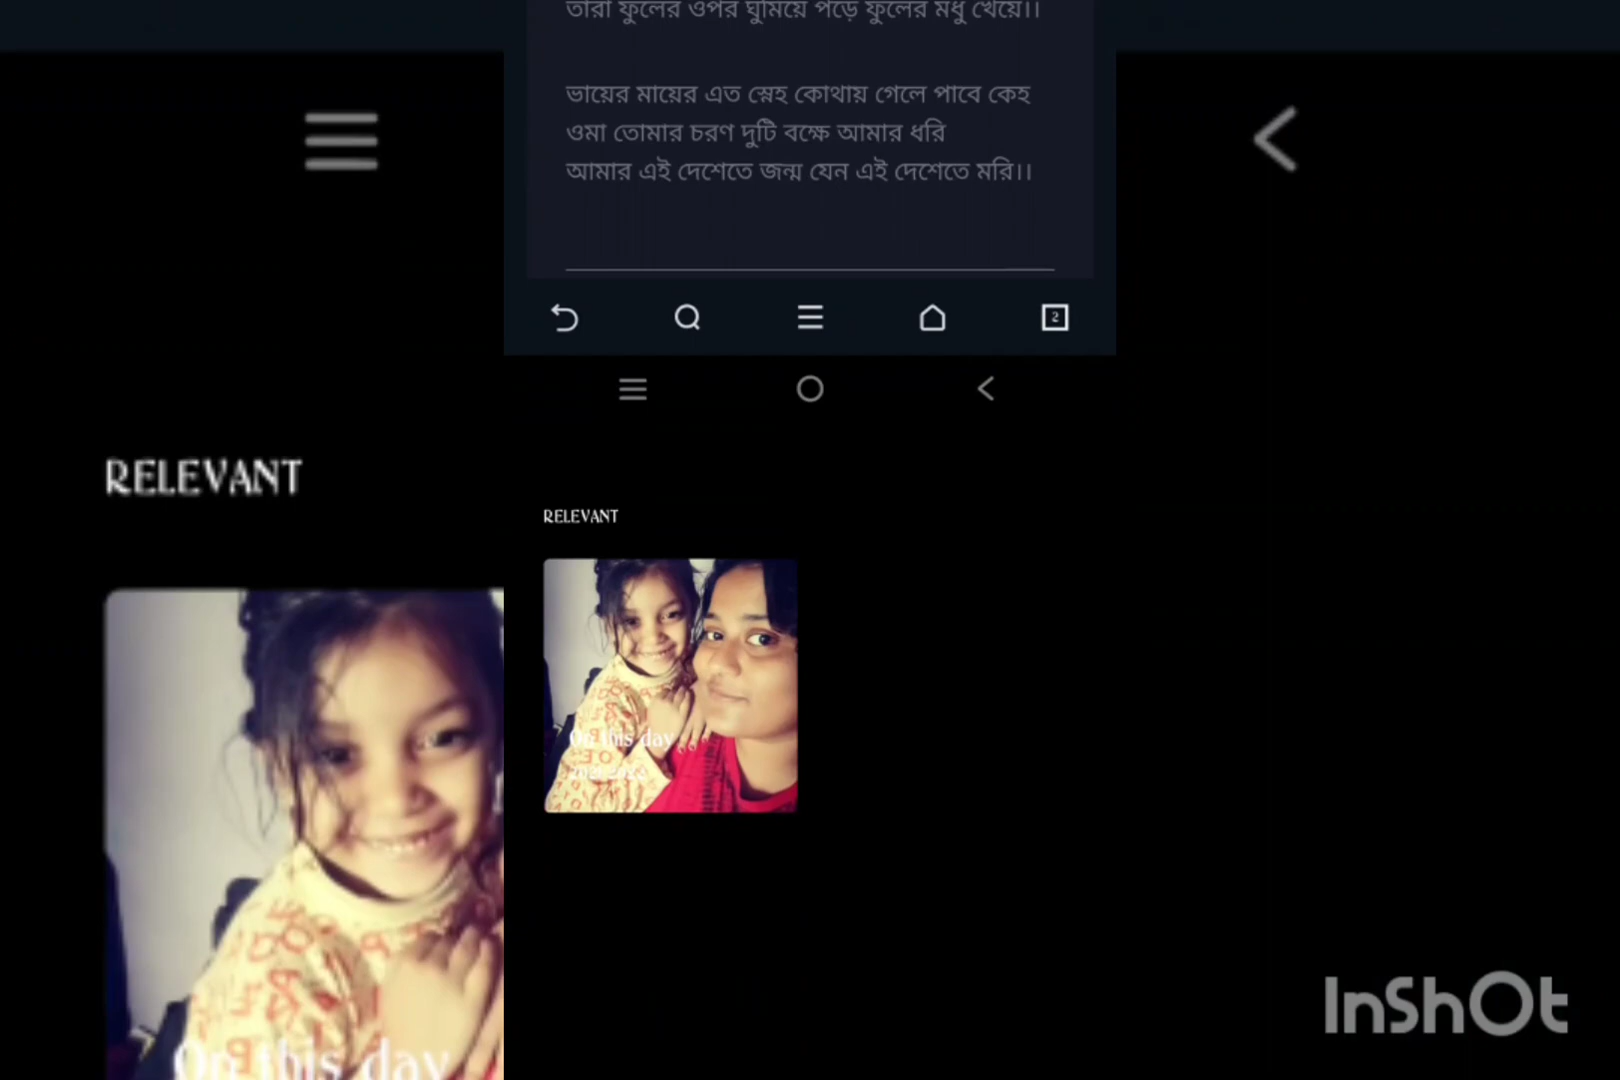 তারা ফুলের ওপর ঘুমিয়ে পড়ে ফুলের মধু খেয়ে।।
ভায়ের মায়ের এত স্নেহ কোথায় গেলে পাবে কেহ
ওমা তোমার চরণ দুটি বক্ষে আমার ধরি
আমার এই দেশেতে জন্ম যেন এই দেশেতে মরি।।
2
RELEVANT
RELEVANT
On this day
On this day
InShOt